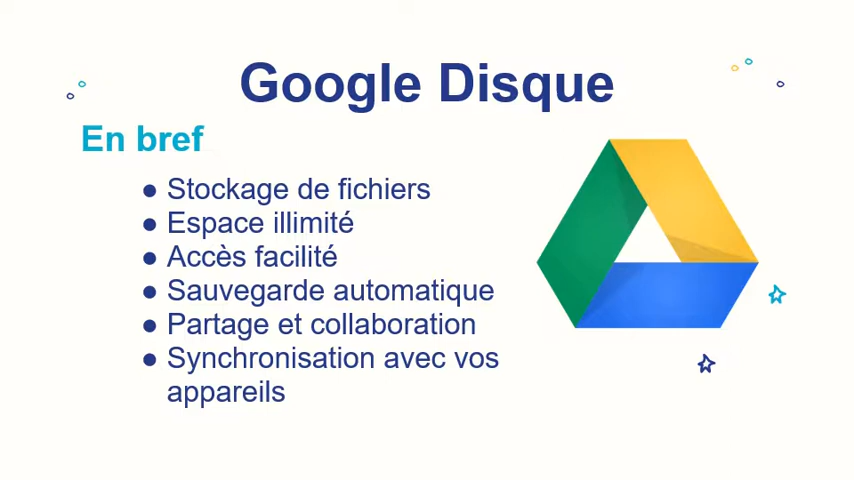 Google Disque
En bref
● Stockage de fichiers
● Espace illimité
● Accès facilité
● Sauvegarde automatique
● Partage et collaboration
● Synchronisation avec vos
appareils